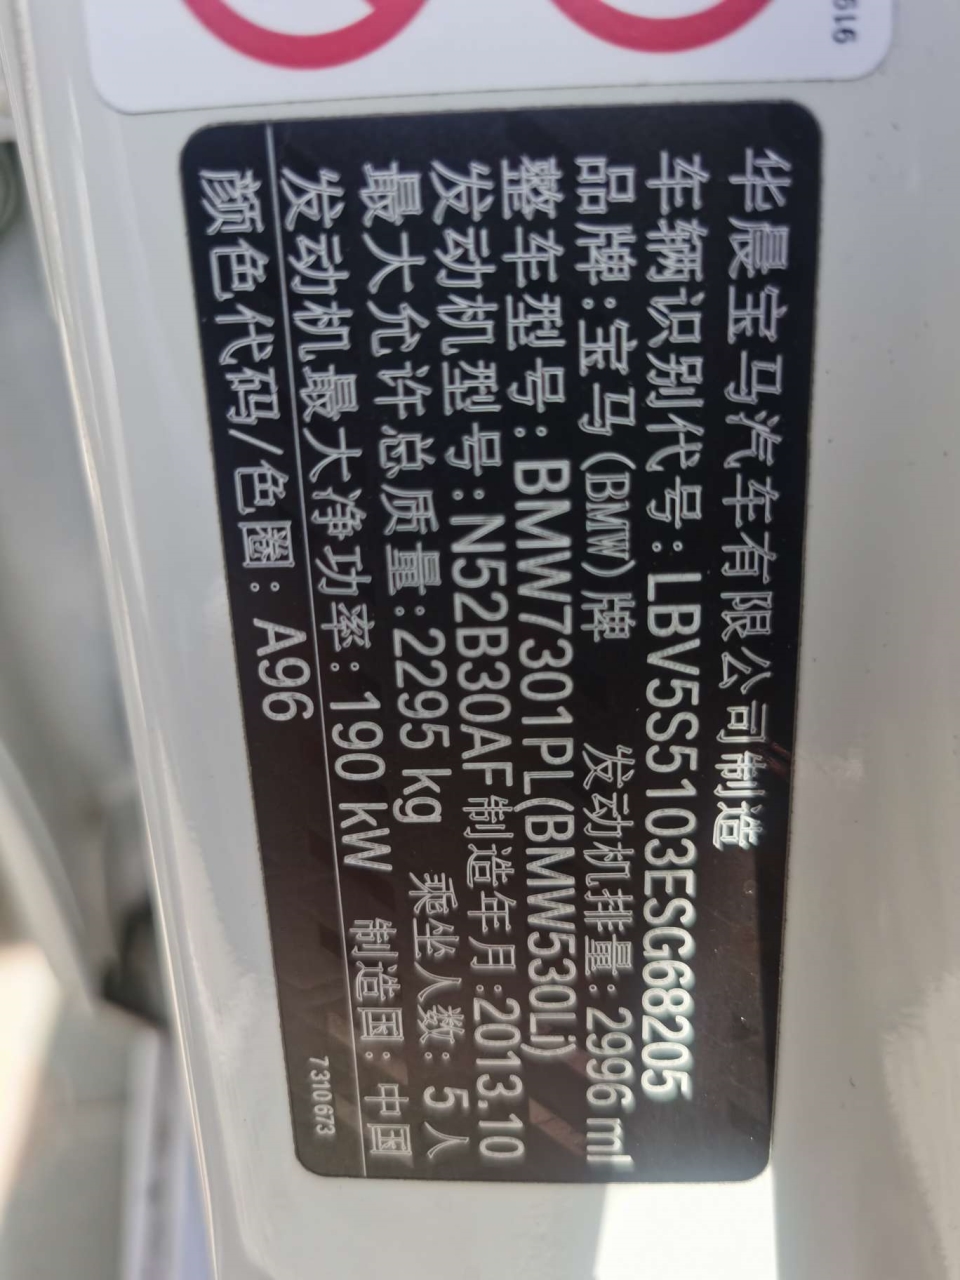 华晨宝马汽车有限公司制造
车辆识别代号:LBV5S5103ESG68205
品牌:宝马(BMW)牌 发动机排量:2996ml
整车型号:BMW7301PL(BMW530Li)
发动机型号:N52B30AF 制造年月:2013.10
最大允许总质量:2295 kg 乘坐人数:5人
发动机最大净功率:190 kW 制造国:中国
颜色代码/色圈:A96
7310673